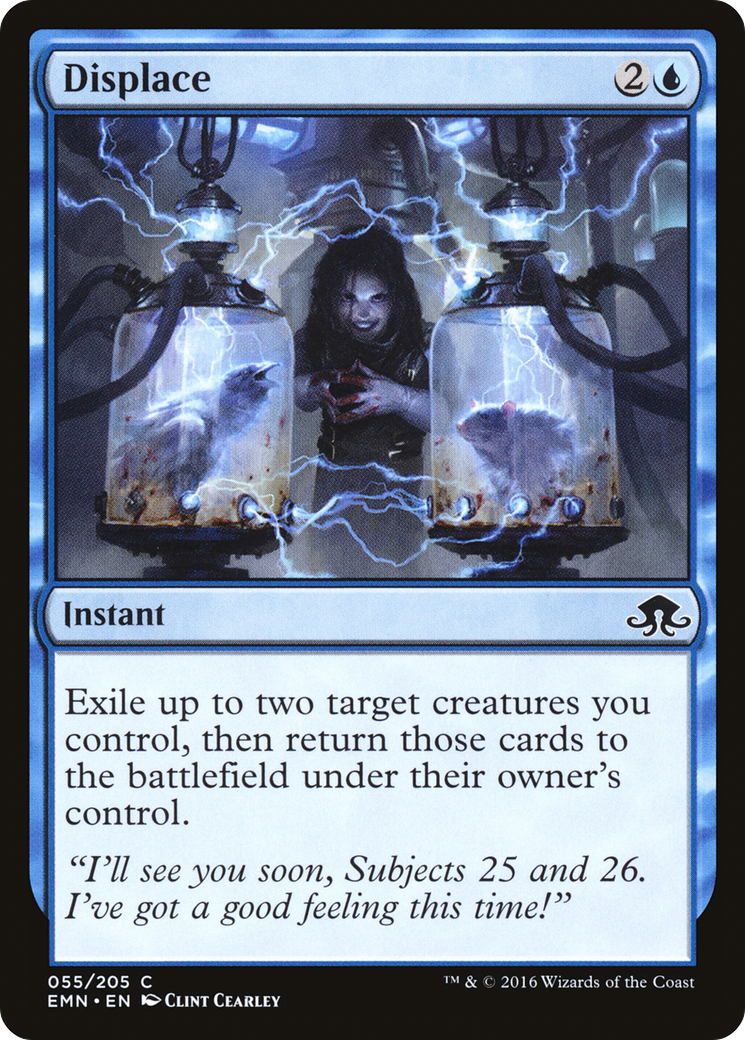 Displace 2
Instant
Exile up to two target creatures you
control, then return those cards to
the battlefield under their owner's
control.
“I'll see you soon, Subjects 25 and 26.
I've got a good feeling this time!”
055/205 C
EMN • EN Clint Cearley
™ & © 2016 Wizards of the Coast